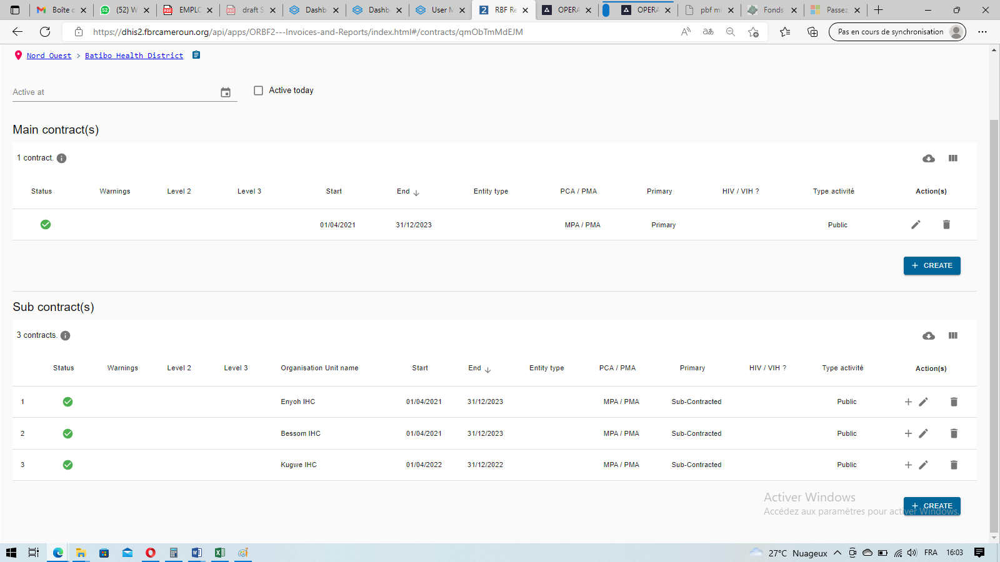 Boîte c
52
(52) W
PDF
EMPLO
PDF
draft S
Dashb
Dashb
User M
2
RBF Re
OPERA
OPERA
pbf mi
Fonds
Passez
https://dhis2.fbrcameroun.org/api/apps/ORBF2---Invoices-and-Reports/index.html#/contracts/qmObTmMdEJM
Pas en cours de synchronisation
Nord Ouest > Batibo Health District
Active at
Active today
Main contract(s)
1 contract.
Status Warnings Level 2 Level 3 Start End Entity type PCA / PMA Primary HIV / VIH ? Type activité Action(s)
01/04/2021 31/12/2023 MPA / PMA Primary Public
+ CREATE
Sub contract(s)
3 contracts.
Status Warnings Level 2 Level 3 Organisation Unit name Start End Entity type PCA / PMA Primary HIV / VIH ? Type activité Action(s)
1 Enyoh IHC 01/04/2021 31/12/2023 MPA / PMA Sub-Contracted Public
2 Bessom IHC 01/04/2021 31/12/2023 MPA / PMA Sub-Contracted Public
3 Kugwe IHC 01/04/2022 31/12/2022 MPA / PMA Sub-Contracted Public
Activer Windows
+ CREATE
Accédez aux paramètres pour activer Windows.
27°C Nuageux
FRA
16:03